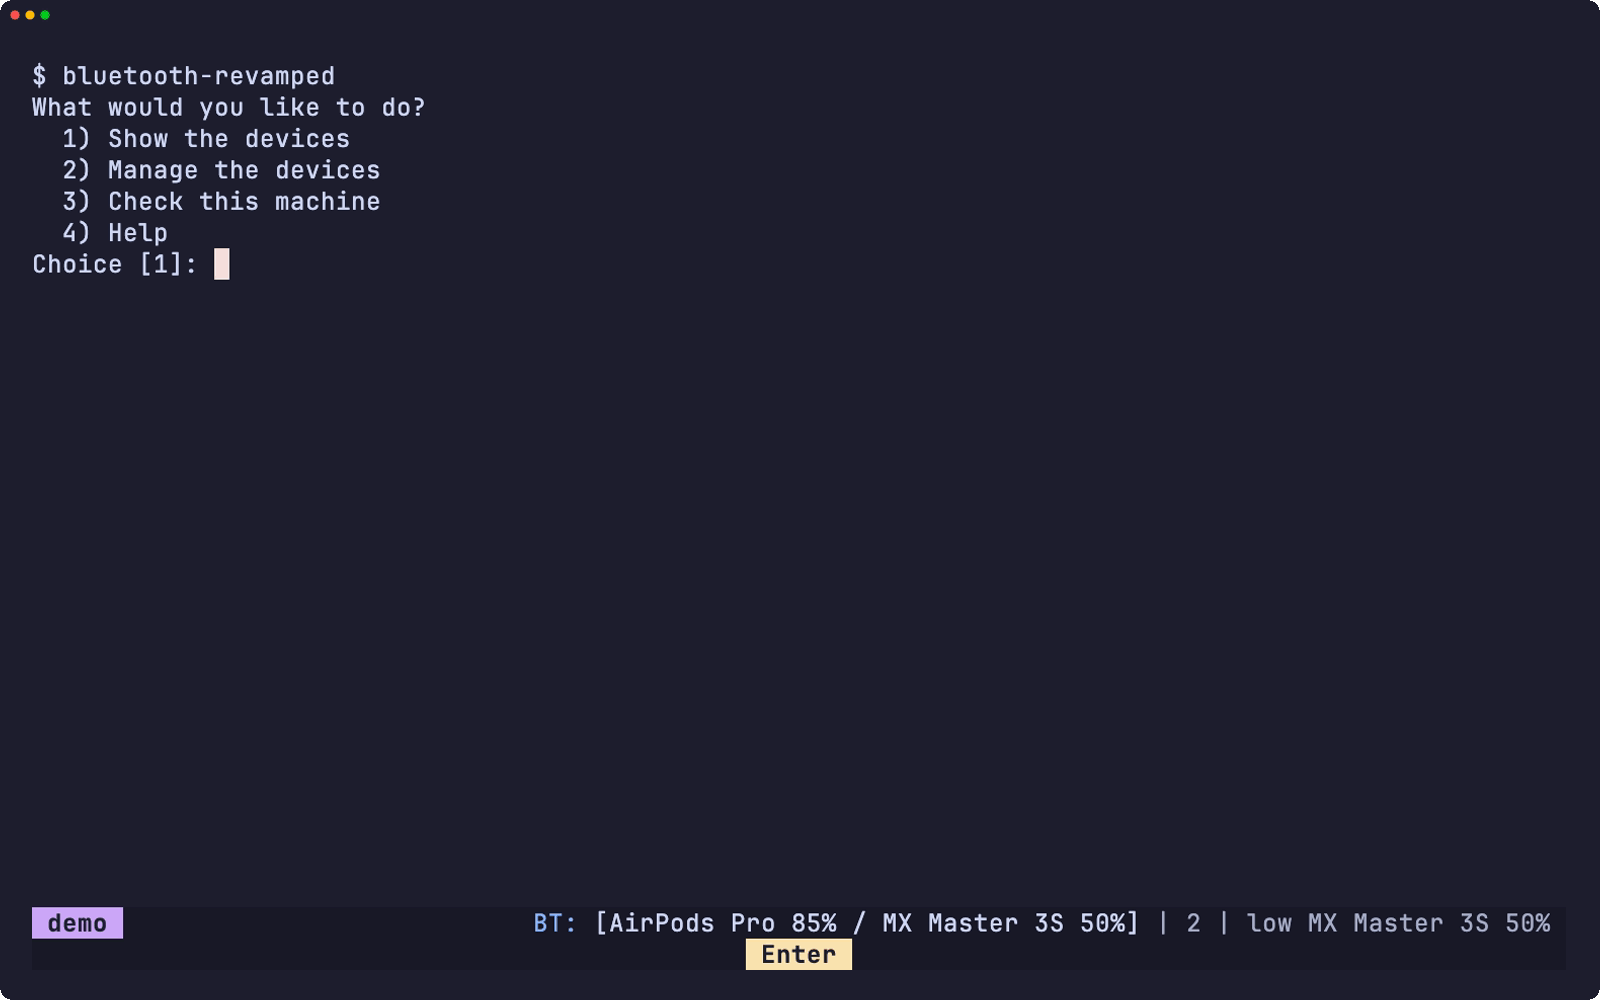 $ bluetooth-revamped
What would you like to do?
1) Show the devices
2) Manage the devices
3) Check this machine
4) Help
Choice [1]:
demo BT: [AirPods Pro 85% / MX Master 3S 50%] | 2 | low MX Master 3S 50%
Enter